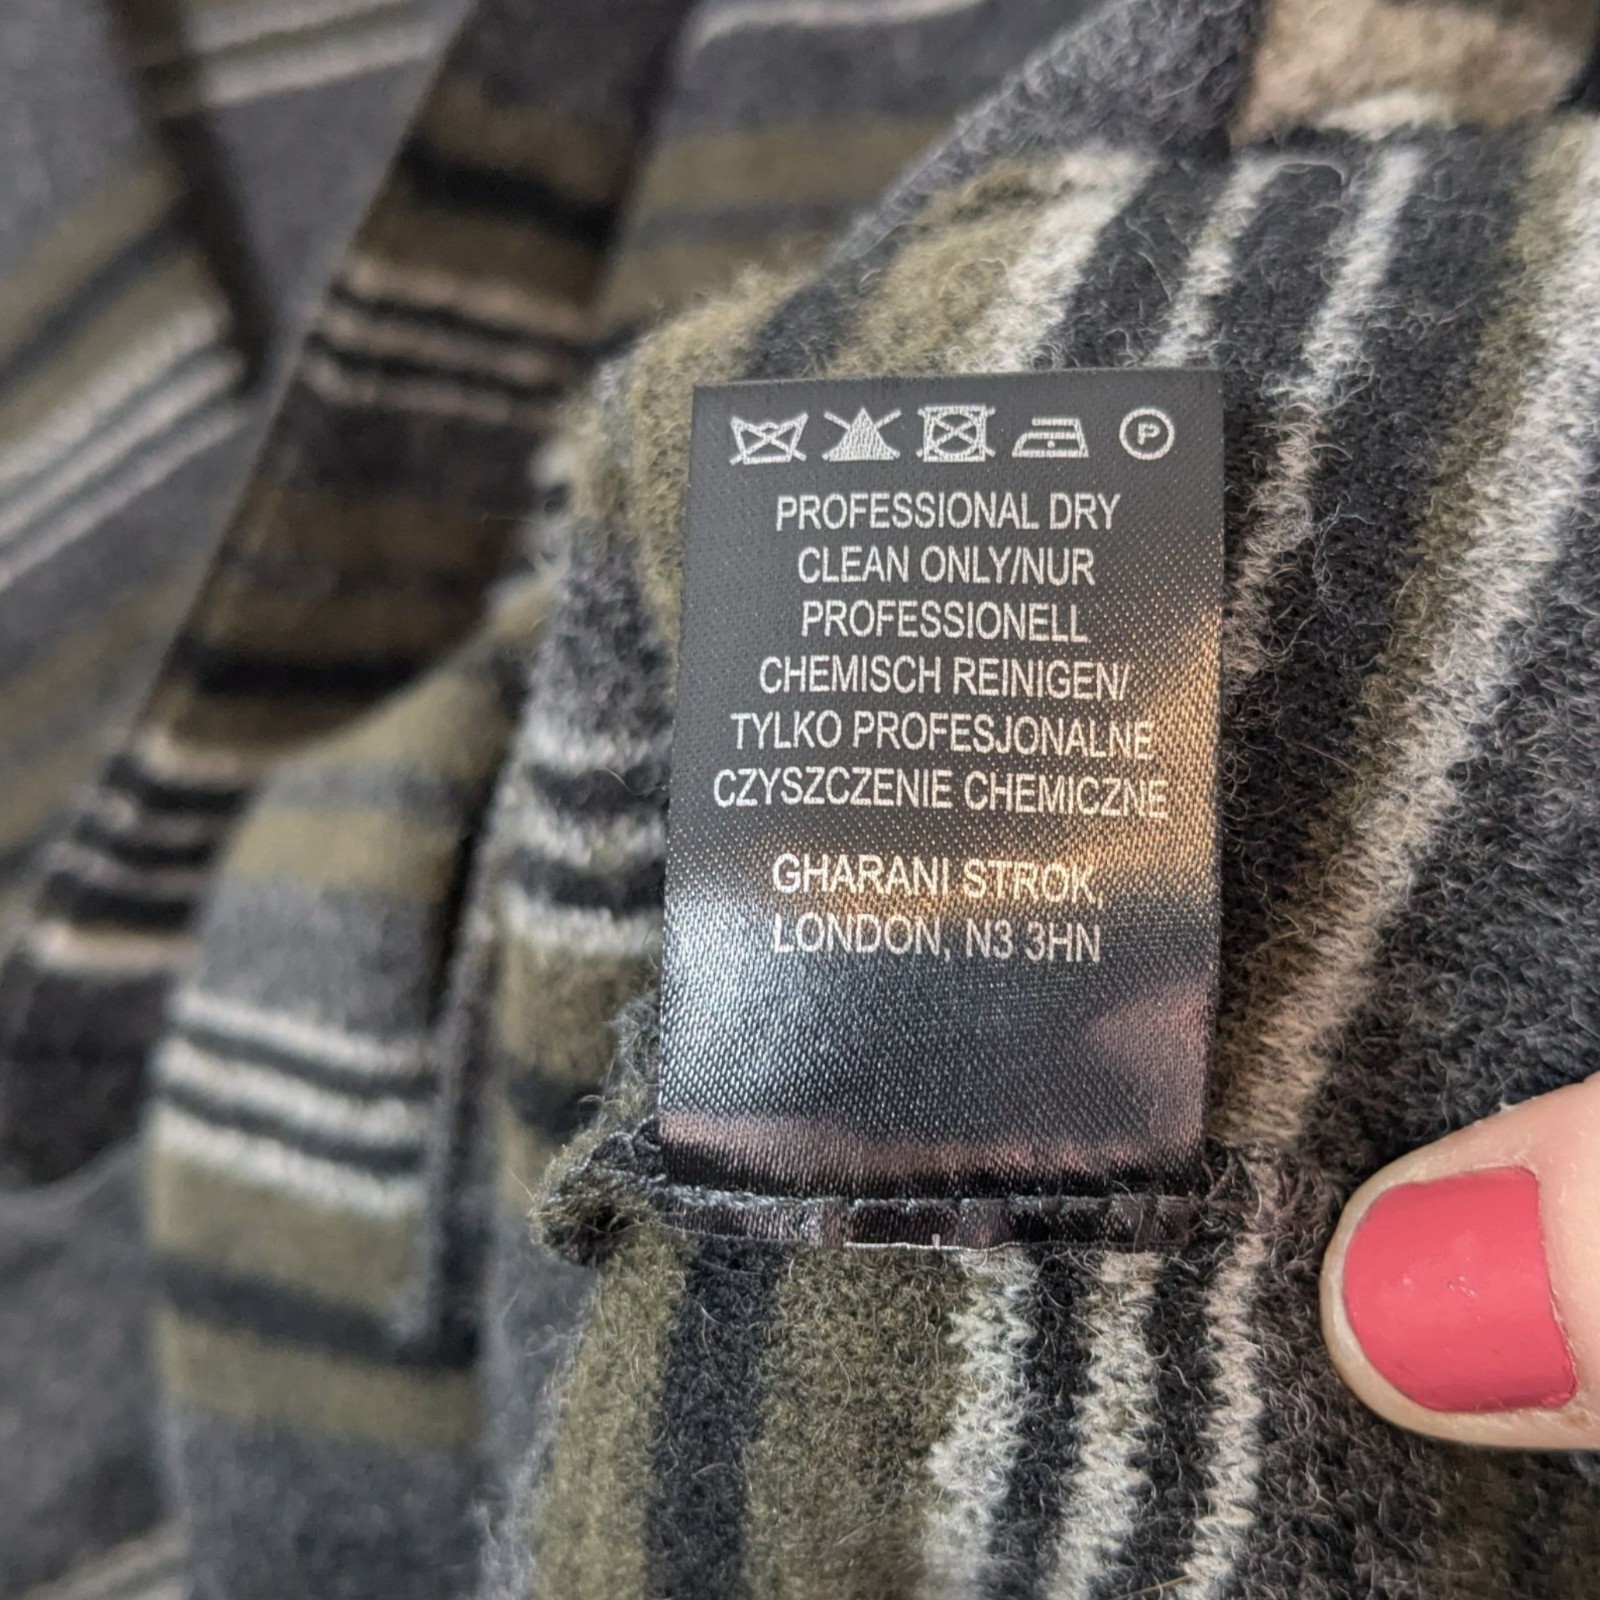 P
PROFESSIONAL DRY
CLEAN ONLY/NUR
PROFESSIONELL
CHEMISCH REINIGEN/
TYLKO PROFESJONALNE
CZYSZCZENIE CHEMICZNE
GHARANI STROK,
LONDON, N3 3HN